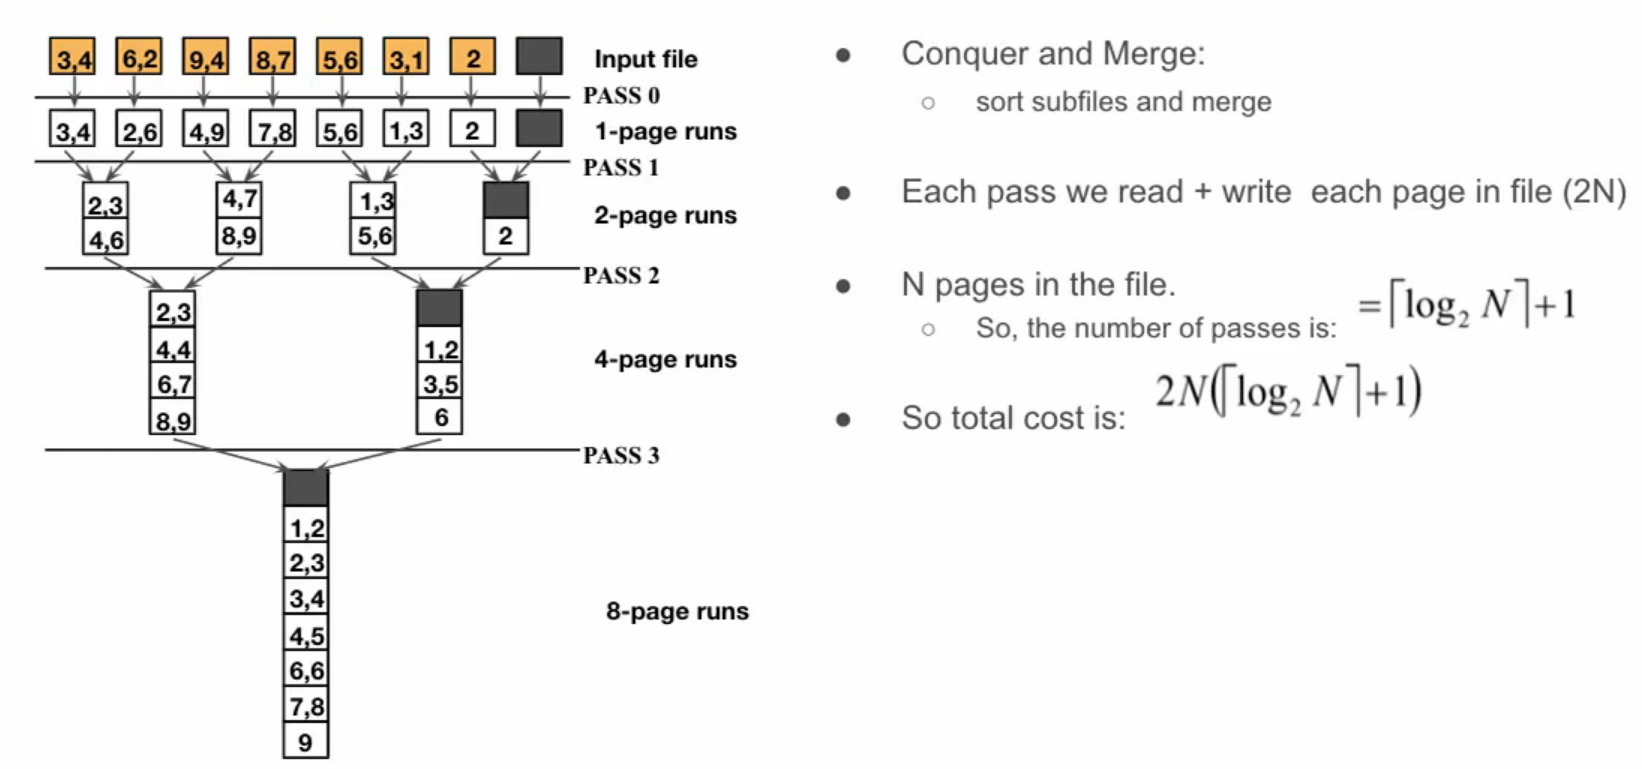 3,4 6,2 9,4 8,7 5,6 3,1 2 Input file
PASS 0
3,4 2,6 4,9 7,8 5,6 1,3 2 1-page runs
PASS 1
2,3 4,7 1,3
4,6 8,9 5,6 2
2-page runs
PASS 2
2,3
4,4 1,2
6,7 3,5
8,9 6
4-page runs
PASS 3
1,2
2,3
3,4
4,5
6,6
7,8
9
8-page runs
● Conquer and Merge:
○ sort subfiles and merge
● Each pass we read + write each page in file (2N)
● N pages in the file.
○ So, the number of passes is: =⌈log₂ N⌉+1
● So total cost is: 2N(⌈log₂ N⌉+1)